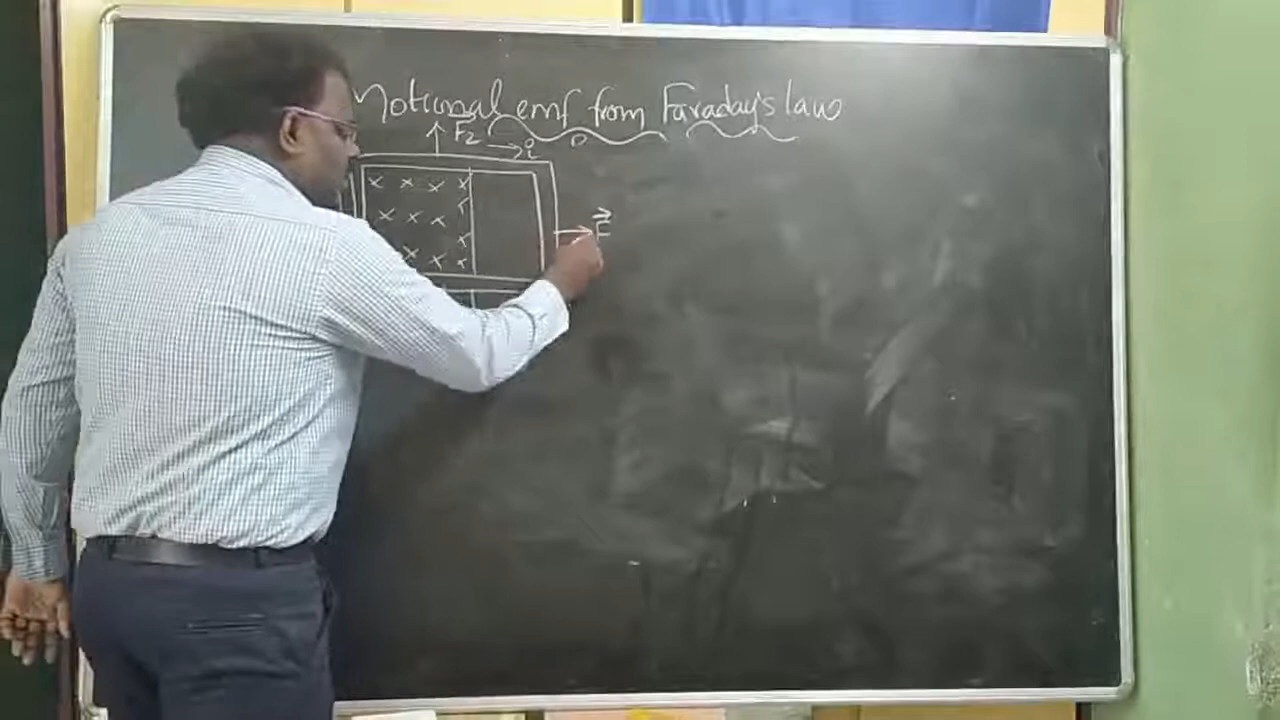 Motional emf from Faraday's law
F2 → i
x x x x
x x x
x
x x x
F